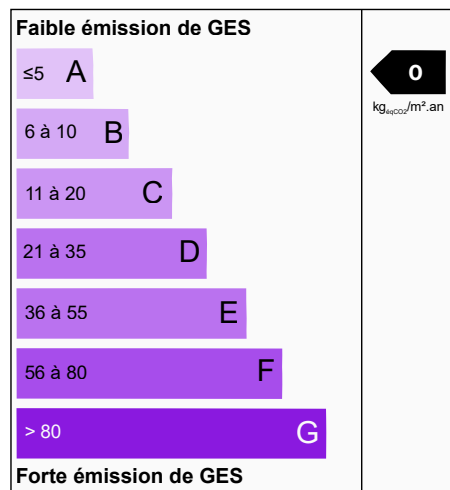 Faible émission de GES
≤5 A
0
kgéqCO2/m².an
6 à 10 B
11 à 20 C
21 à 35 D
36 à 55 E
56 à 80 F
> 80 G
Forte émission de GES